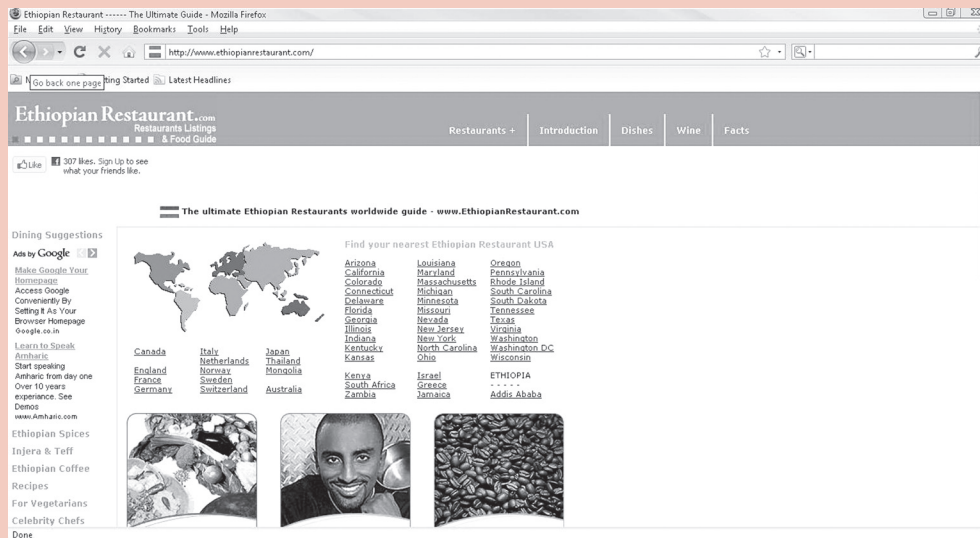 Ethiopian Restaurant ------ The Ultimate Guide - Mozilla Firefox
File Edit View History Bookmarks Tools Help
http://www.ethiopianrestaurant.com/
Go back one page
tting Started Latest Headlines
Ethiopian Restaurant.com
Restaurants Listings
& Food Guide
Restaurants + Introduction Dishes Wine Facts
Like 307 likes. Sign Up to see
what your friends like.
The ultimate Ethiopian Restaurants worldwide guide - www.EthiopianRestaurant.com
Dining Suggestions
Ads by Google
Make Google Your
Homepage
Access Google
Conveniently By
Setting It As Your
Browser Homepage
Google.co.in
Learn to Speak
Amharic
Start speaking
Amharic from day one
Over 10 years
experiance. See
Demos
www.Amharic.com
Ethiopian Spices
Injera & Teff
Ethiopian Coffee
Recipes
For Vegetarians
Celebrity Chefs
Canada Italy Japan
Netherlands Thailand
England Norway Mongolia
France Sweden
Germany Switzerland Australia
Find your nearest Ethiopian Restaurant USA
Arizona Louisiana Oregon
California Maryland Pennsylvania
Colorado Massachusetts Rhode Island
Connecticut Michigan South Carolina
Delaware Minnesota South Dakota
Florida Missouri Tennessee
Georgia Nevada Texas
Illinois New Jersey Virginia
Indiana New York Washington
Kentucky North Carolina Washington DC
Kansas Ohio Wisconsin
Kenya Israel ETHIOPIA
South Africa Greece - - - - -
Zambia Jamaica Addis Ababa
Done